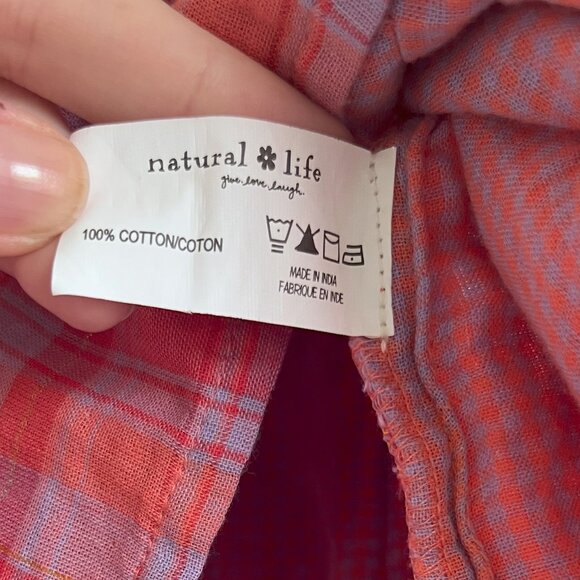 natural life
give. love. laugh.
100% COTTON/COTON
MADE IN INDIA
FABRIQUE EN INDE